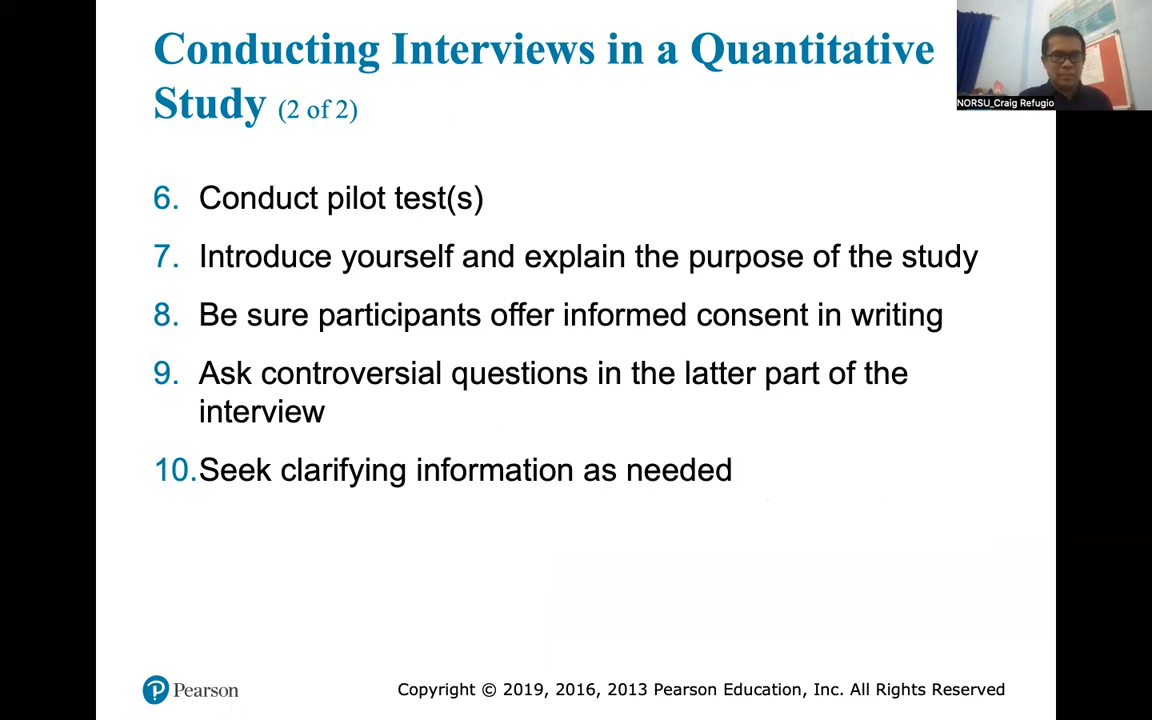 Conducting Interviews in a Quantitative
Study (2 of 2)
NORSU_Craig Refugio
6. Conduct pilot test(s)
7. Introduce yourself and explain the purpose of the study
8. Be sure participants offer informed consent in writing
9. Ask controversial questions in the latter part of the
interview
10. Seek clarifying information as needed
P Pearson
Copyright © 2019, 2016, 2013 Pearson Education, Inc. All Rights Reserved